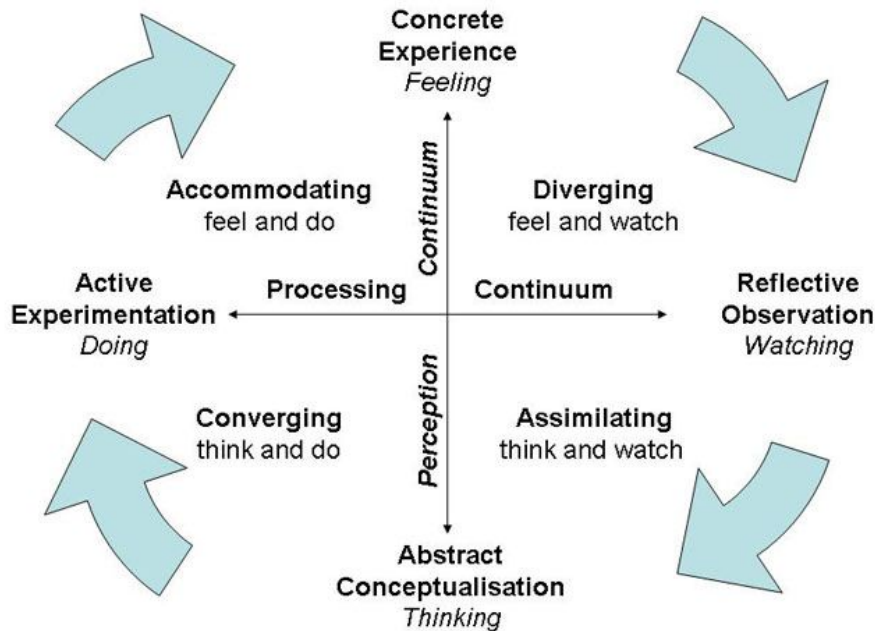 Concrete
Experience
Feeling
Accommodating
feel and do
Diverging
feel and watch
Continuum
Active
Experimentation
Doing
Processing
Continuum
Reflective
Observation
Watching
Perception
Converging
think and do
Assimilating
think and watch
Abstract
Conceptualisation
Thinking